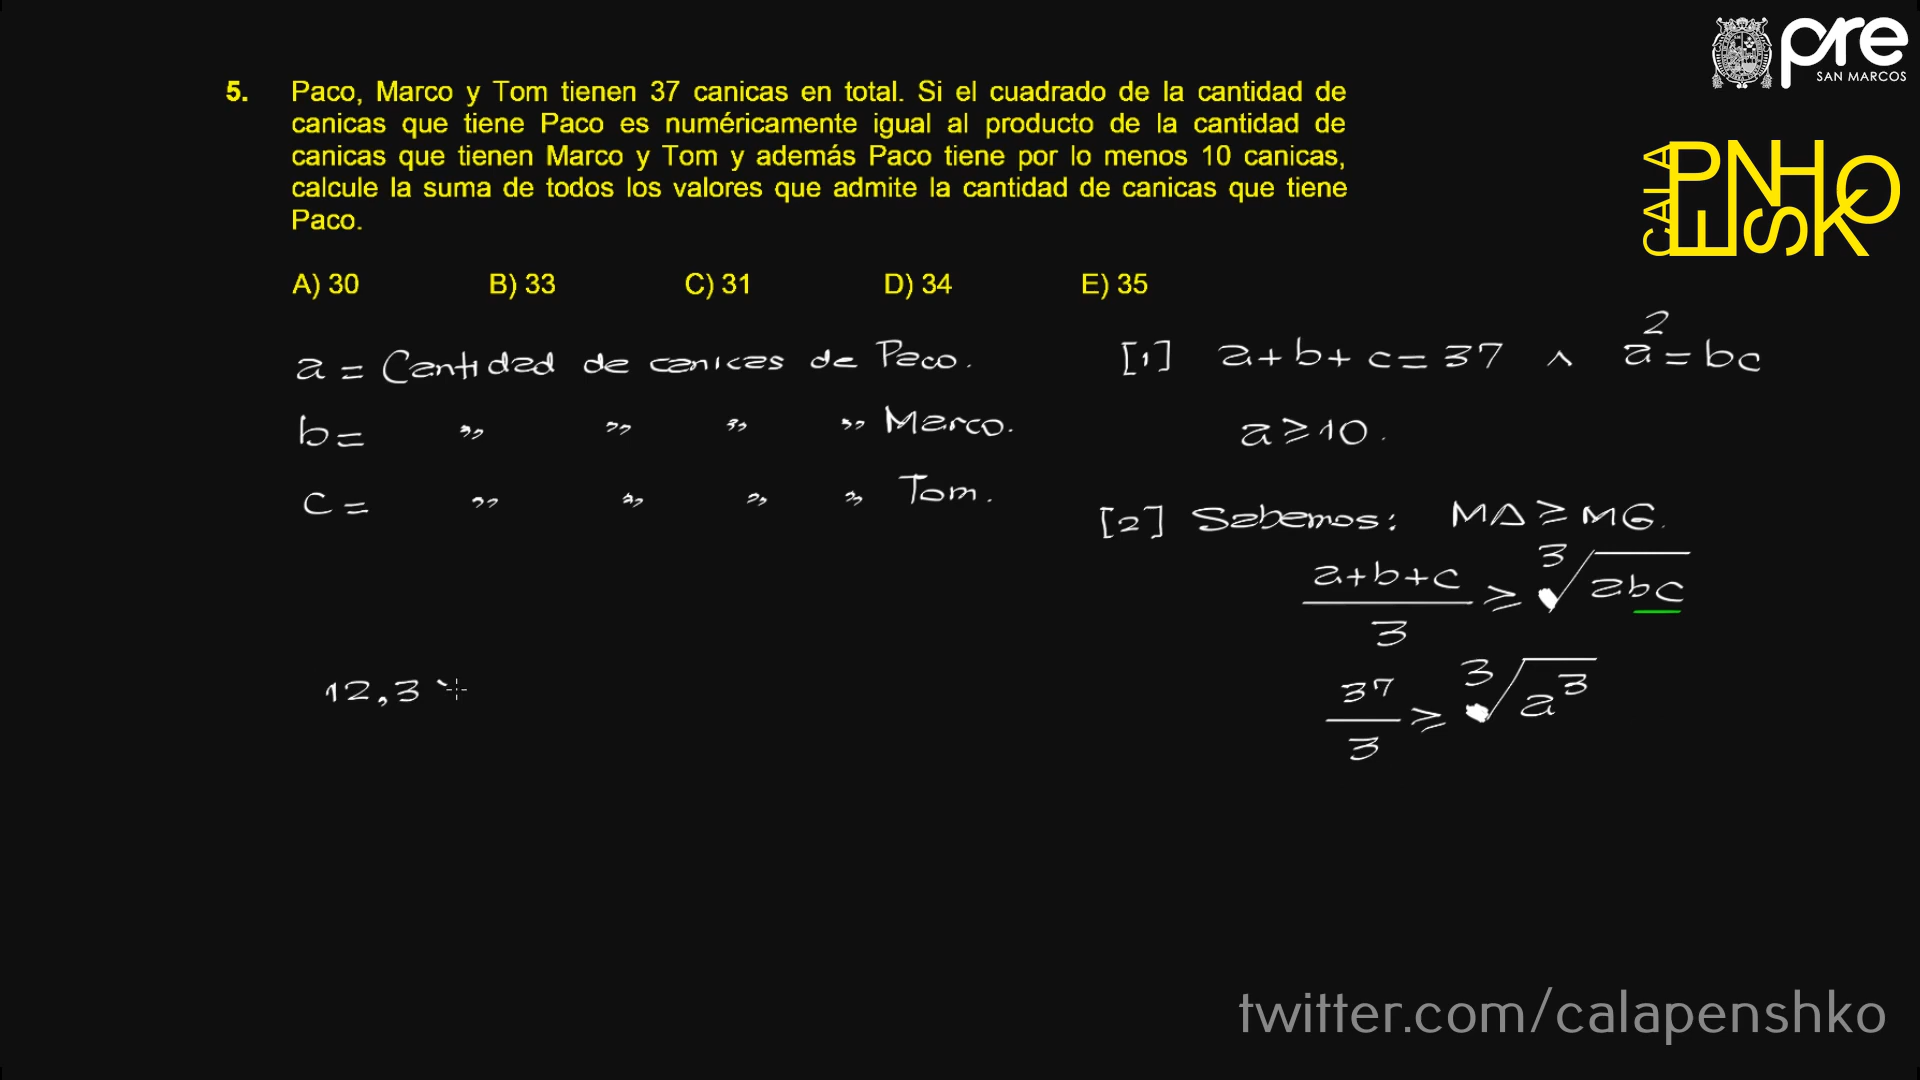 pre
SAN MARCOS
CALA
PENSHKO
5. Paco, Marco y Tom tienen 37 canicas en total. Si el cuadrado de la cantidad de
canicas que tiene Paco es numéricamente igual al producto de la cantidad de
canicas que tienen Marco y Tom y además Paco tiene por lo menos 10 canicas,
calcule la suma de todos los valores que admite la cantidad de canicas que tiene
Paco.
A) 30 B) 33 C) 31 D) 34 E) 35
a = Cantidad de canicas de Paco.
b = " " " " Marco.
c = " " " " Tom.
12,3
[1] a + b + c = 37 ∧ a² = bc
a ≥ 10.
[2] Sabemos: MA ≥ MG.
(a+b+c)/3 ≥ ∛(abc)
37/3 ≥ ∛(a³)
twitter.com/calapenshko